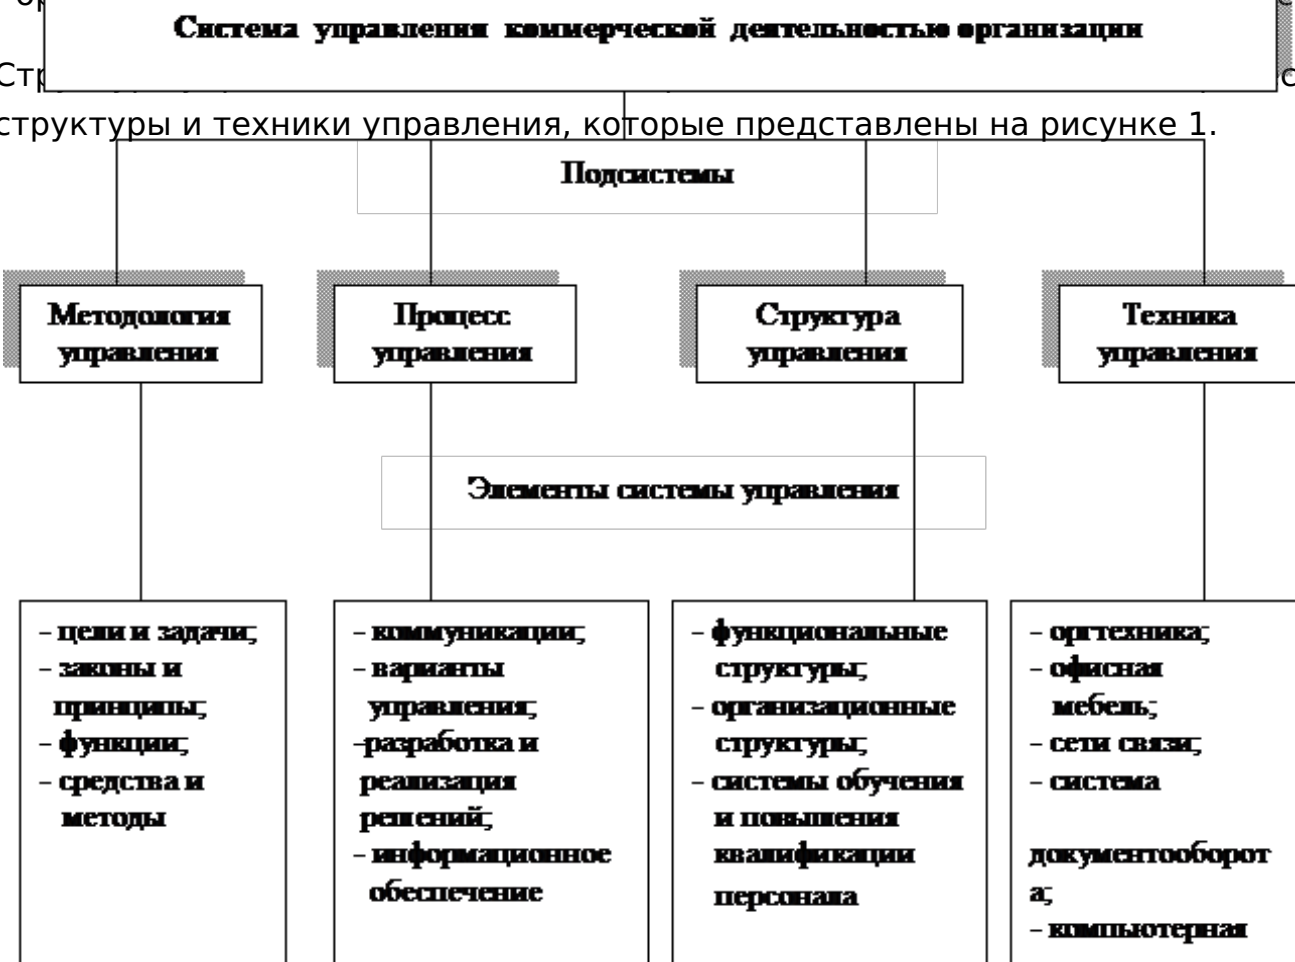 Система управления коммерческой деятельностью организации
структуры и техники управления, которые представлены на рисунке 1.
Подсистемы
Методология
управления
Процесс
управления
Структура
управления
Техника
управления
Элементы системы управления
– цели и задачи;
– законы и
принципы;
– функции;
– средства и
методы
– коммуникации;
– варианты
управления;
–разработка и
реализация
решений;
– информационное
обеспечение
– функциональные
структуры;
– организационные
структуры;
– системы обучения
и повышения
квалификации
персонала
– оргтехника;
– офисная
мебель;
– сети связи;
– система
документооборот
а;
– компьютерная